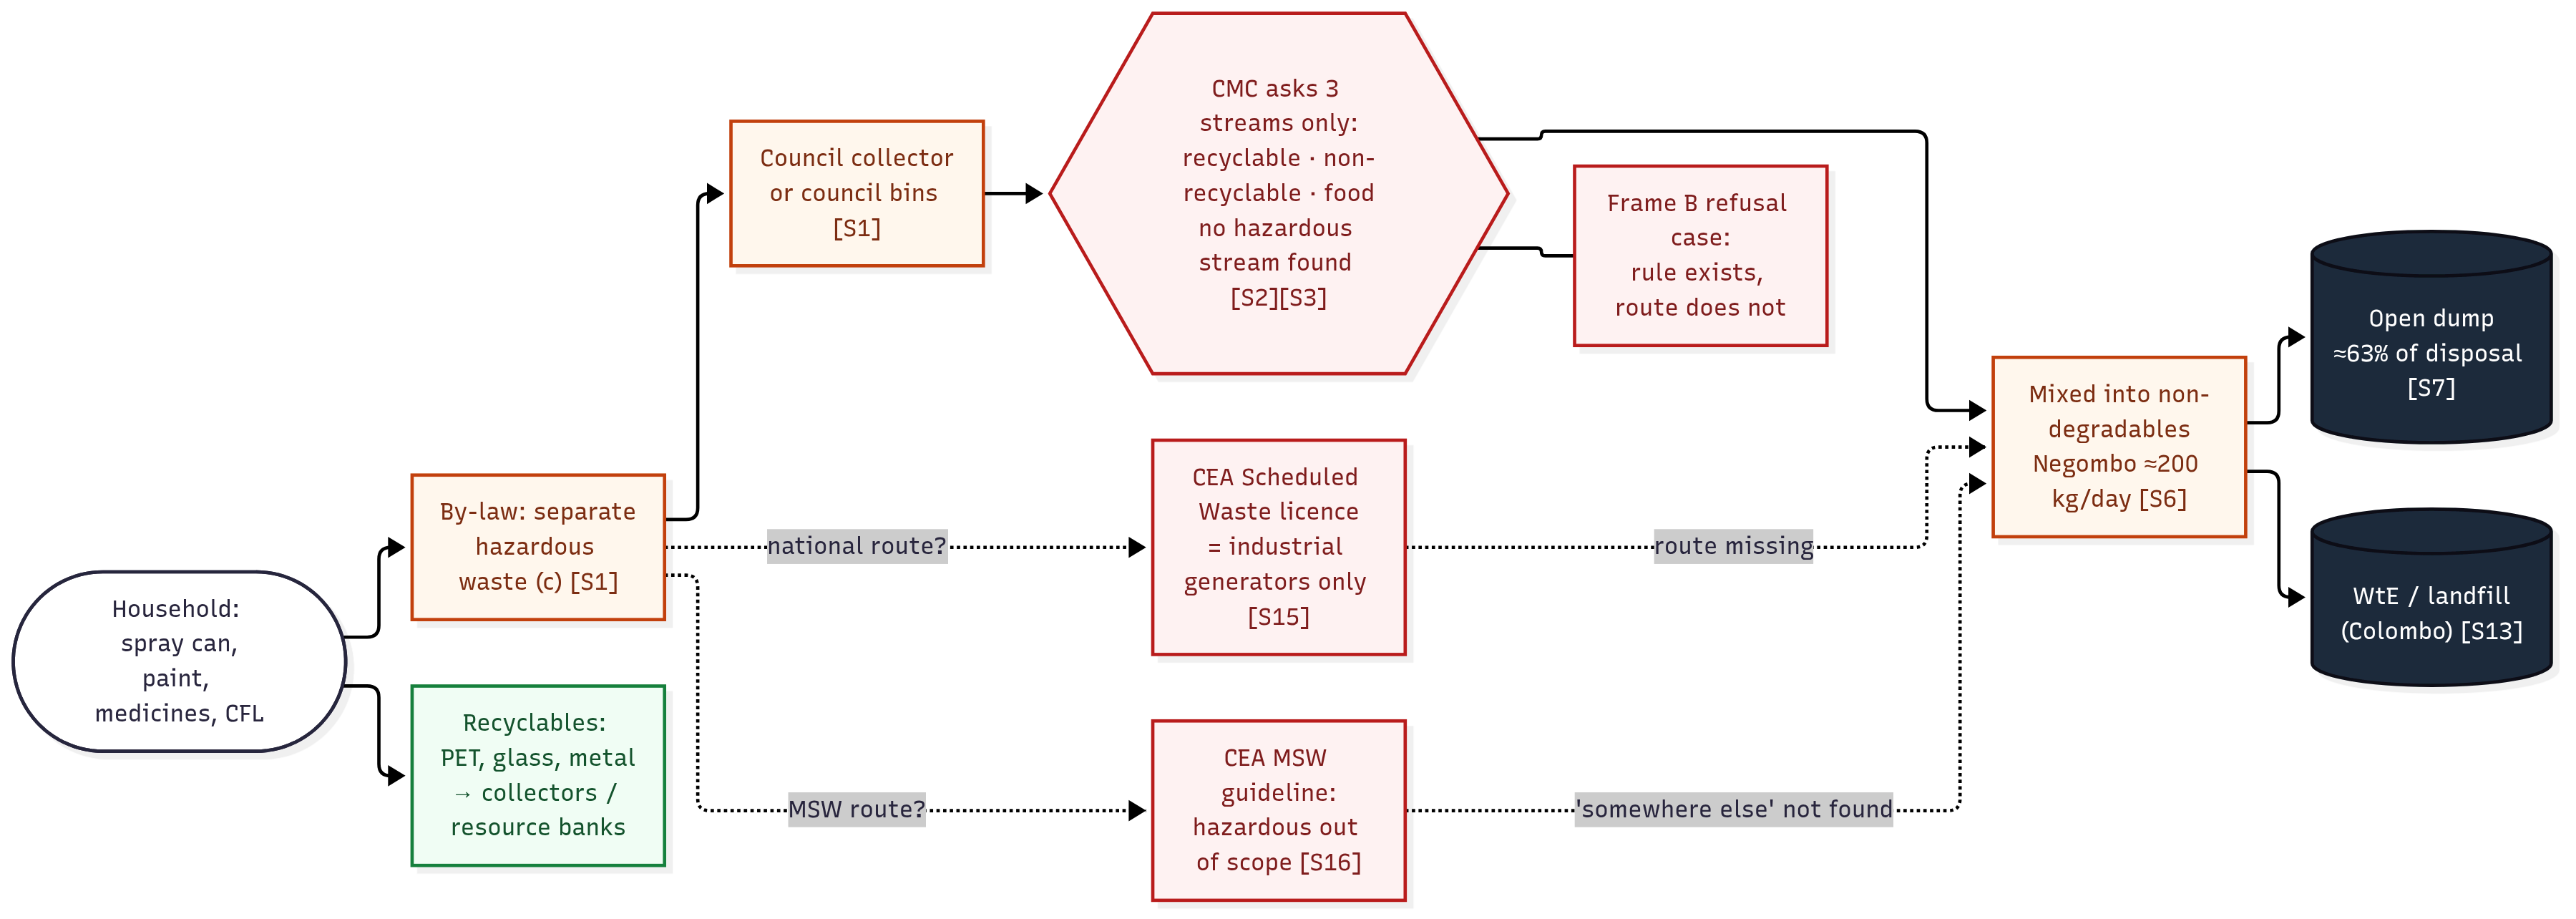 Household:
spray can,
paint,
medicines, CFL
By-law: separate
hazardous
waste (c) [S1]
Recyclables:
PET, glass, metal
→ collectors /
resource banks
Council collector
or council bins
[S1]
national route?
MSW route?
CMC asks 3
streams only:
recyclable · non-
recyclable · food
no hazardous
stream found
[S2][S3]
CEA Scheduled
Waste licence
= industrial
generators only
[S15]
CEA MSW
guideline:
hazardous out
of scope [S16]
Frame B refusal
case:
rule exists,
route does not
route missing
'somewhere else' not found
Mixed into non-
degradables
Negombo ≈200
kg/day [S6]
Open dump
≈63% of disposal
[S7]
WtE / landfill
(Colombo) [S13]